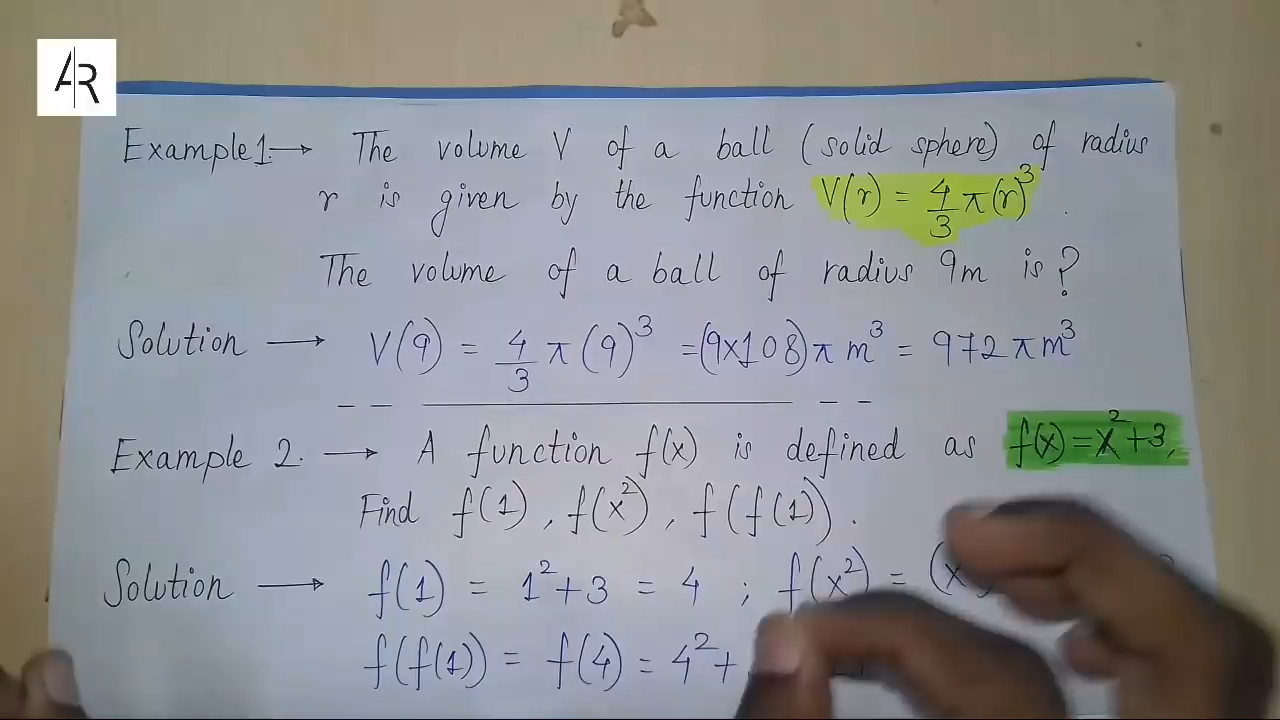 AR
Example 1. → The volume V of a ball (solid sphere) of radius
r is given by the function V(r) = 4/3 π(r)³.
The volume of a ball of radius 9m is?
Solution → V(9) = 4/3 π(9)³ = (9×108)π m³ = 972 π m³
Example 2. → A function f(x) is defined as f(x) = x²+3,
Find f(1), f(x²), f(f(1)).
Solution → f(1) = 1²+3 = 4 ; f(x²) = (x
f(f(1)) = f(4) = 4²+